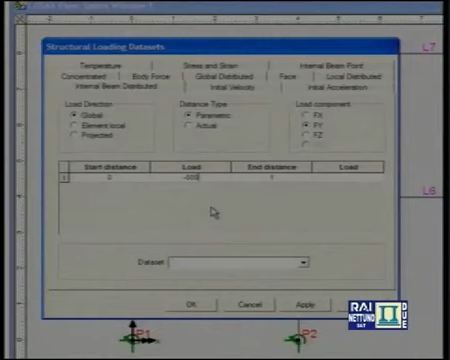 Structural Loading Datasets
Temperature Stress and Strain Internal Beam Point
Concentrated Body Force Global Distributed Face Local Distributed
Internal Beam Distributed Initial Velocity Initial Acceleration
Load Direction Distance Type Load component
Global Parametric FX
Element local Actual FY
Projected FZ
Start distance Load End distance Load
1 0 1
Dataset
OK Cancel Apply
L7
L6
P1 P2
RAI
NETTUNO
SAT
DUE